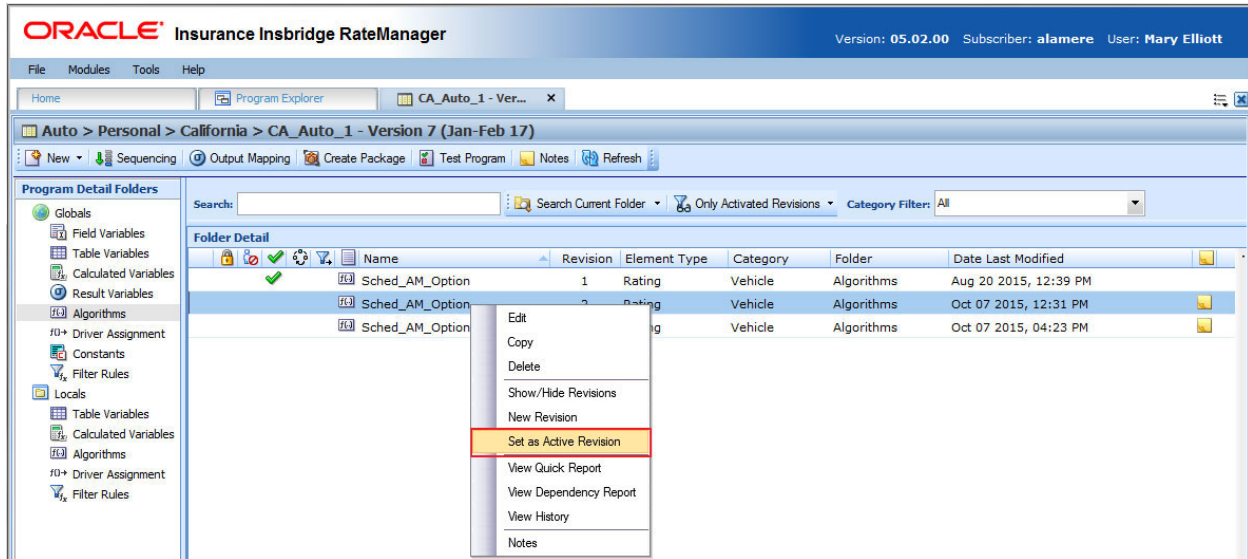 ORACLE Insurance Insbridge RateManager
Version: 05.02.00 Subscriber: alamere User: Mary Elliott
File Modules Tools Help
Home Program Explorer CA_Auto_1 - Ver... X
Auto > Personal > California > CA_Auto_1 - Version 7 (Jan-Feb 17)
New Sequencing Output Mapping Create Package Test Program Notes Refresh
Program Detail Folders
Globals
Field Variables
Table Variables
Calculated Variables
Result Variables
Algorithms
Driver Assignment
Constants
Filter Rules
Locals
Table Variables
Calculated Variables
Algorithms
Driver Assignment
Filter Rules
Search: Search Current Folder Only Activated Revisions Category Filter: All
Folder Detail
Name Revision Element Type Category Folder Date Last Modified
Sched_AM_Option 1 Rating Vehicle Algorithms Aug 20 2015, 12:39 PM
Sched_AM_Option Vehicle Algorithms Oct 07 2015, 12:31 PM
Sched_AM_Option Vehicle Algorithms Oct 07 2015, 04:23 PM
Edit
Copy
Delete
Show/Hide Revisions
New Revision
Set as Active Revision
View Quick Report
View Dependency Report
View History
Notes